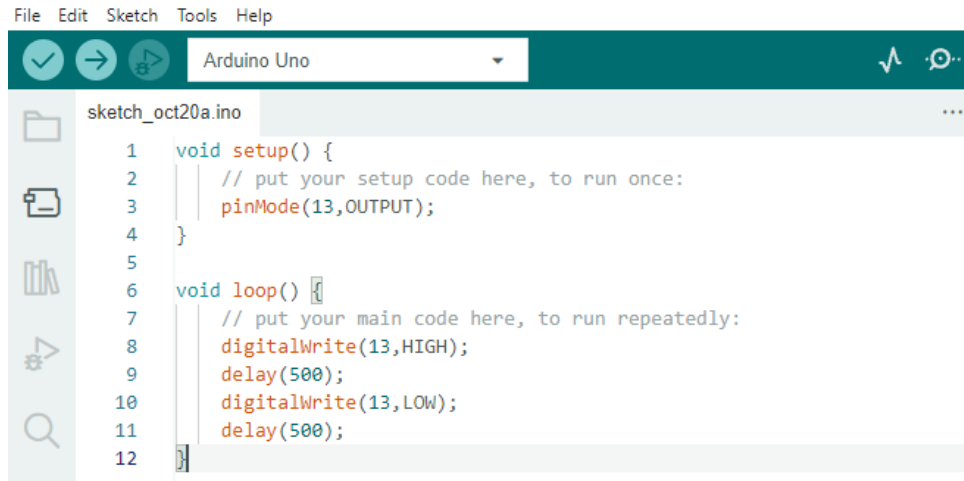 File Edit Sketch Tools Help
Arduino Uno
sketch_oct20a.ino
1 void setup() {
2 // put your setup code here, to run once:
3 pinMode(13,OUTPUT);
4 }
5
6 void loop() {
7 // put your main code here, to run repeatedly:
8 digitalWrite(13,HIGH);
9 delay(500);
10 digitalWrite(13,LOW);
11 delay(500);
12 }